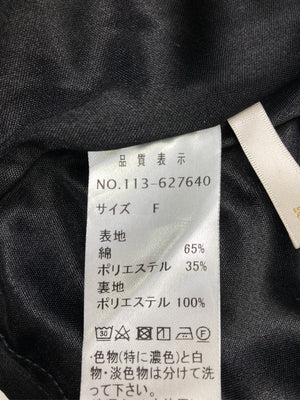 品質表示
NO.113-627640
サイズ F
表地
綿 65%
ポリエステル 35%
裏地
ポリエステル 100%
・色物(特に濃色)と白
物・淡色物は分けて洗
って下さい。